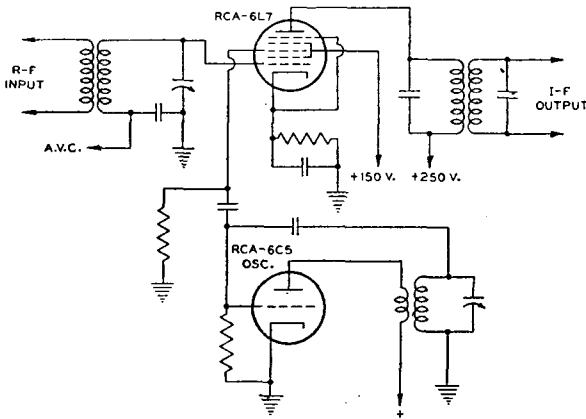 RCA-6L7
R-F
INPUT
A.V.C.
I-F
OUTPUT
+150 V.
+250 V.
RCA-6C5
OSC.
+